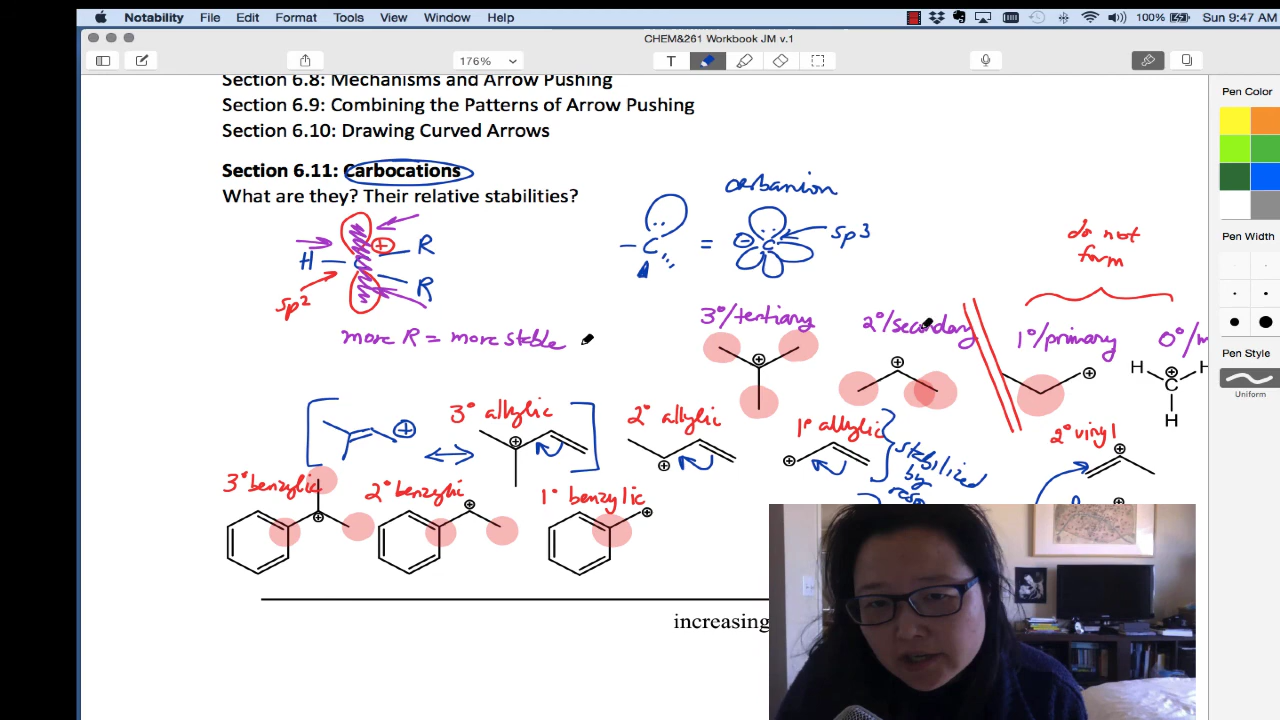 Notability File Edit Format Tools View Window Help 100% Sun 9:47 AM
CHEM&261 Workbook JM v.1
176%
T
Section 6.8: Mechanisms and Arrow Pushing
Section 6.9: Combining the Patterns of Arrow Pushing
Section 6.10: Drawing Curved Arrows
Section 6.11: Carbocations
What are they? Their relative stabilities?
H C + R
R
sp2
more R = more stable
carbanion
C = C sp3
do not
form
3°/tertiary
2°/secondary
1°/primary
0°/m
H C H
H
3° allylic
2° allylic
1° allylic
stabilized
by
2° vinyl
3° benzylic
2° benzylic
1° benzylic
increasing
Pen Color
Pen Width
Pen Style
Uniform